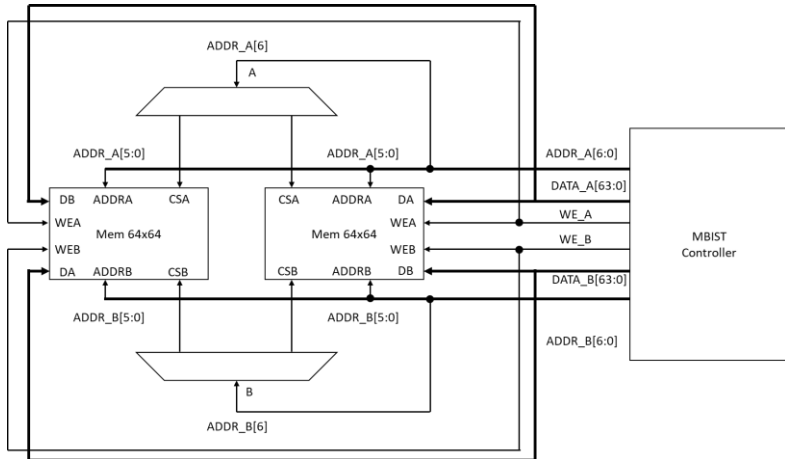 ADDR_A[6]
A
ADDR_A[5:0] ADDR_A[5:0] ADDR_A[6:0]
DATA_A[63:0]
DB ADDRA CSA CSA ADDRA DA
WE_A
WEA Mem 64x64 Mem 64x64 WEA
WE_B
WEB WEB
MBIST
Controller
DA ADDRB CSB CSB ADDRB DB
DATA_B[63:0]
ADDR_B[5:0] ADDR_B[5:0]
ADDR_B[6:0]
B
ADDR_B[6]